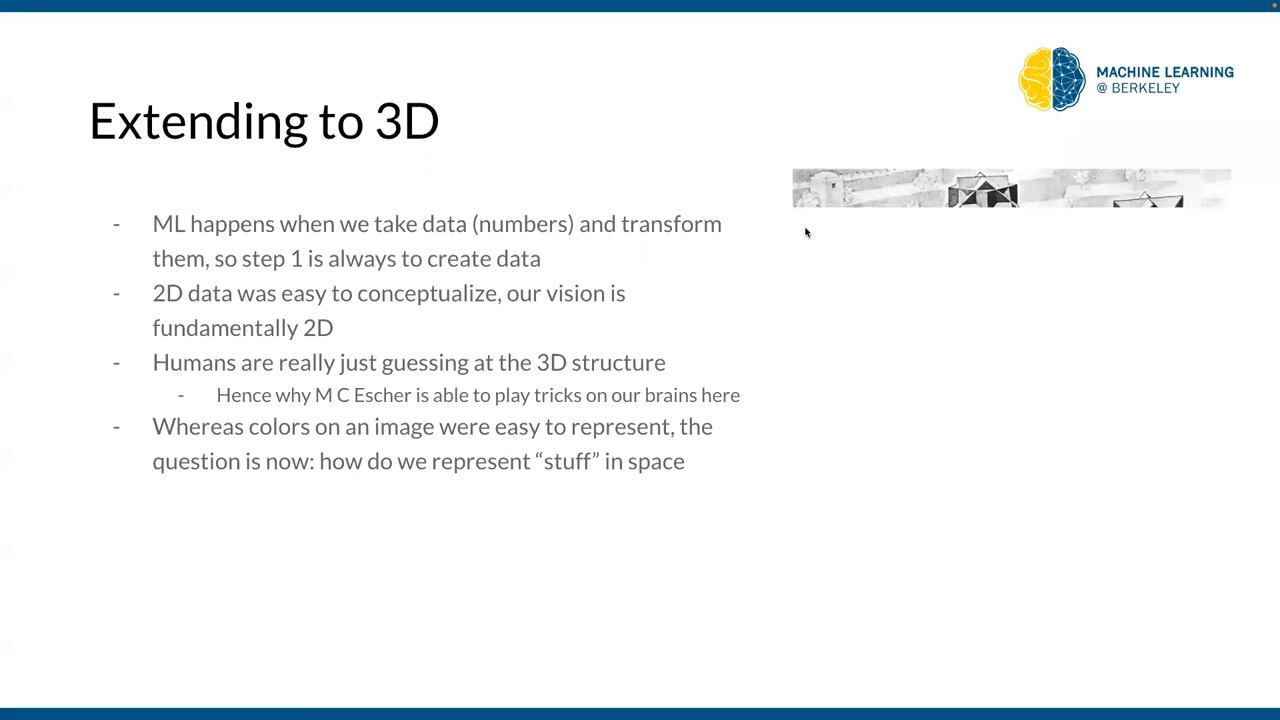 MACHINE LEARNING
@ BERKELEY
Extending to 3D
- ML happens when we take data (numbers) and transform
them, so step 1 is always to create data
- 2D data was easy to conceptualize, our vision is
fundamentally 2D
- Humans are really just guessing at the 3D structure
- Hence why M C Escher is able to play tricks on our brains here
- Whereas colors on an image were easy to represent, the
question is now: how do we represent “stuff” in space